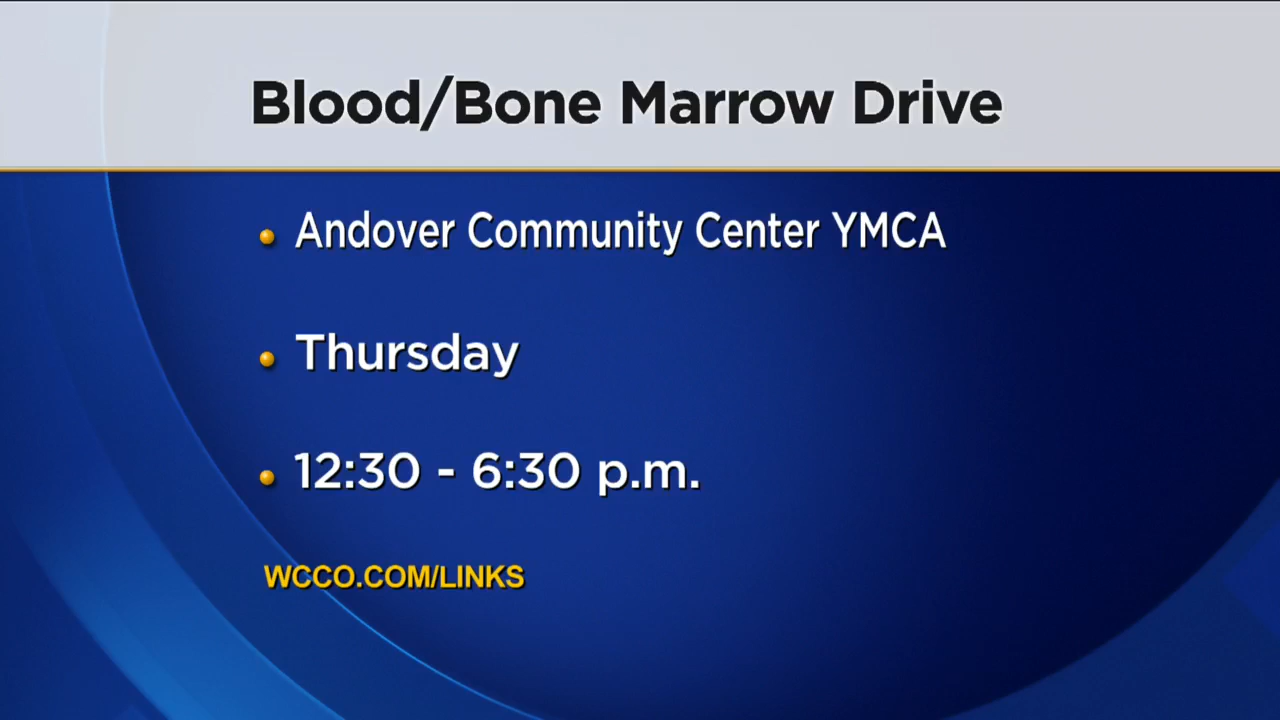 Blood/Bone Marrow Drive
Andover Community Center YMCA
Thursday
12:30 - 6:30 p.m.
WCCO.COM/LINKS